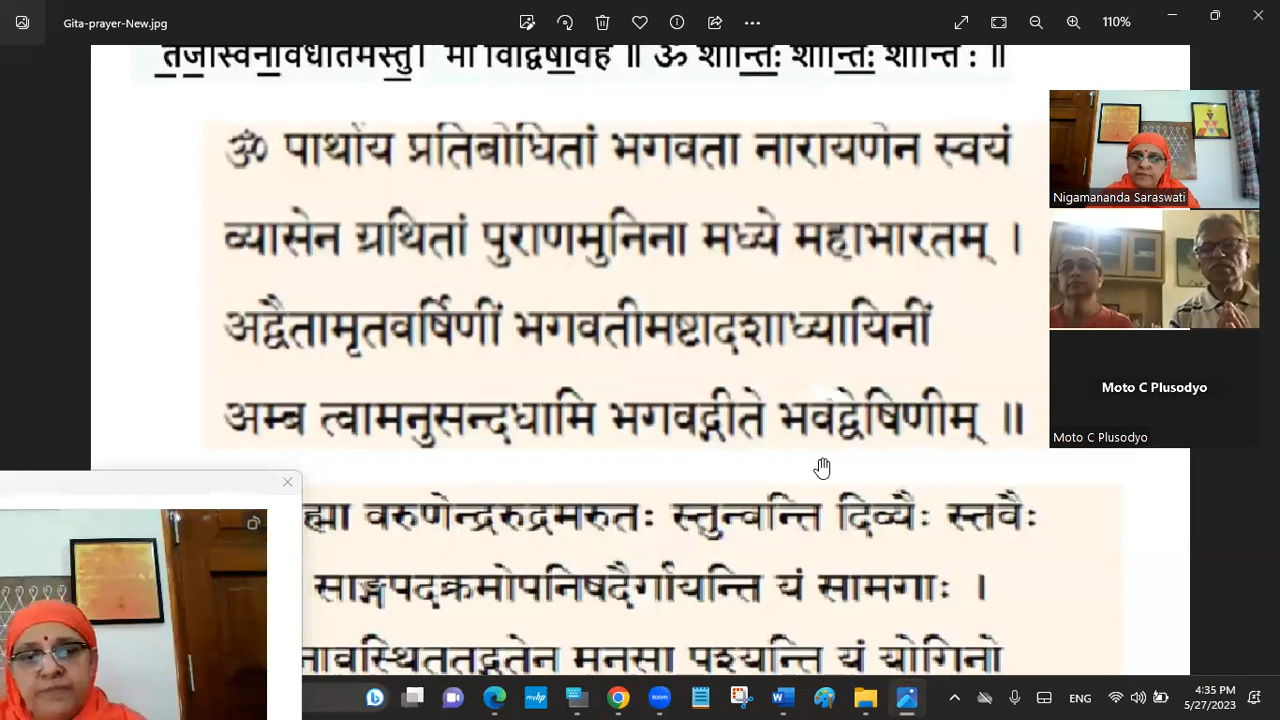 Gita-prayer-New.jpg
110%
तेजस्विनावधीतमस्तु। मा विद्विषावहै ॥ ॐ शान्तिः शान्तिः शान्तिः ॥
ॐ पार्थाय प्रतिबोधितां भगवता नारायणेन स्वयं
व्यासेन ग्रथितां पुराणमुनिना मध्ये महाभारतम् ।
अद्वैतामृतवर्षिणीं भगवतीमष्टादशाध्यायिनीं
अम्ब त्वामनुसन्दधामि भगवद्गीते भवद्वेषिणीम् ॥
ह्मा वरुणेन्द्ररुद्रमरुतः स्तुन्वन्ति दिव्यैः स्तवैः
साङ्गपदक्रमोपनिषदैर्गायन्ति यं सामगाः ।
नावस्थिततद्गतेन मनसा पश्यन्ति यं योगिनो
Nigamananda Saraswati
Moto C Plusodyo
Moto C Plusodyo
myhp
zoom
ENG
4:35 PM
5/27/2023